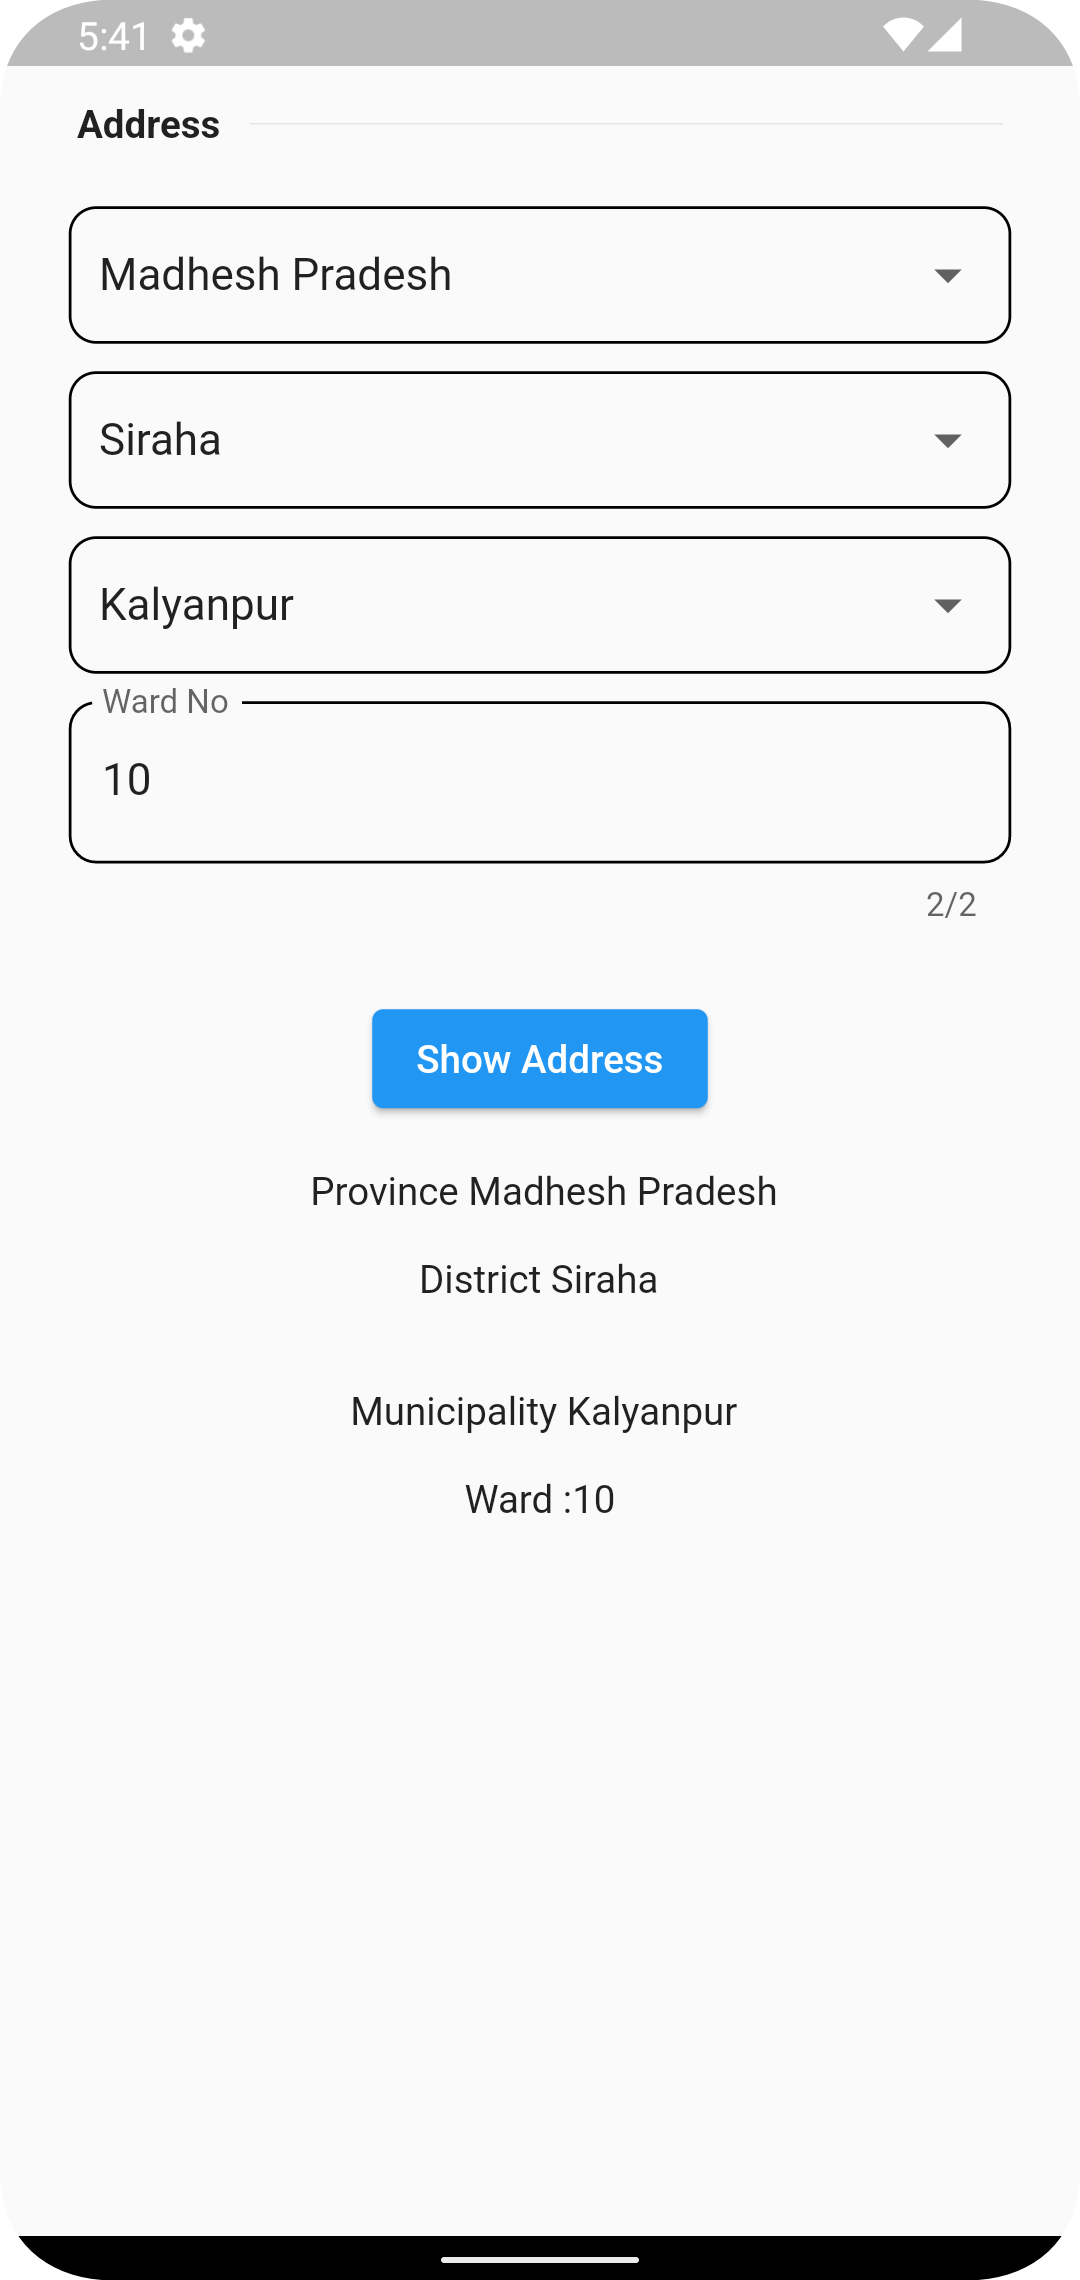 5:41
Address
Madhesh Pradesh
Siraha
Kalyanpur
Ward No
10
2/2
Show Address
Province Madhesh Pradesh
District Siraha
Municipality Kalyanpur
Ward :10